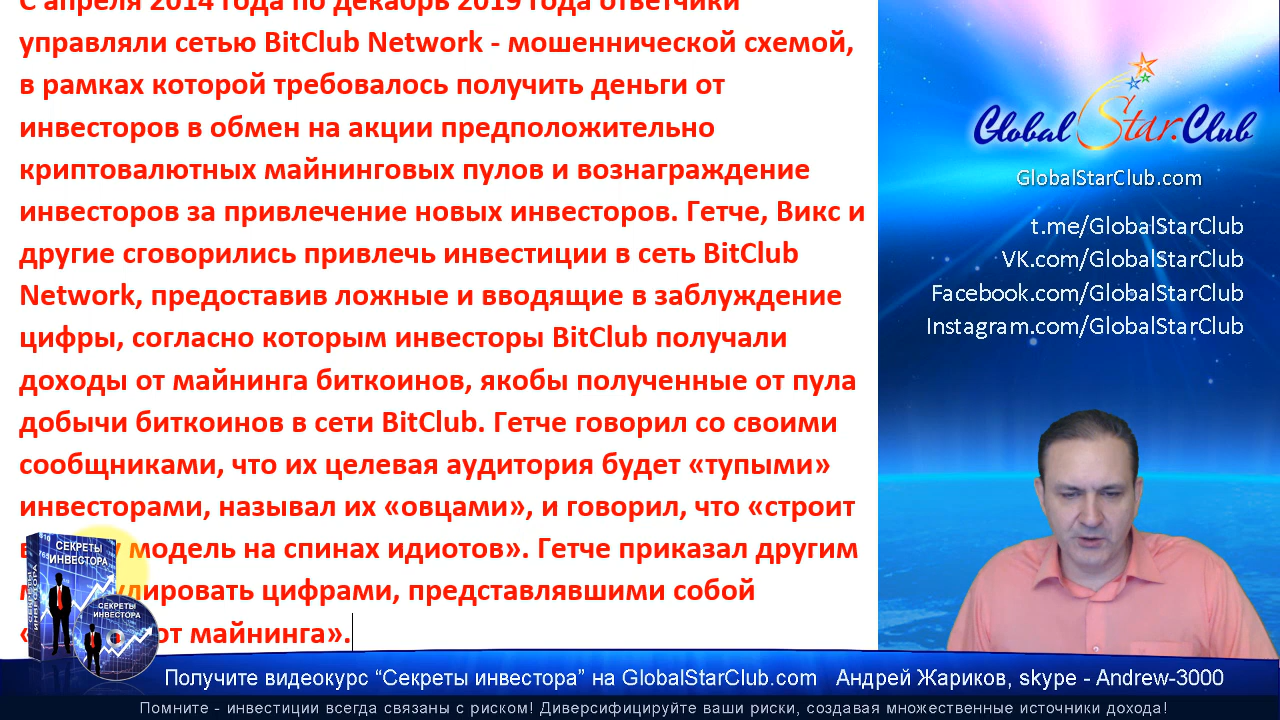 С апреля 2014 года по декабрь 2019 года ответчики
управляли сетью BitClub Network - мошеннической схемой,
в рамках которой требовалось получить деньги от
инвесторов в обмен на акции предположительно
криптовалютных майнинговых пулов и вознаграждение
инвесторов за привлечение новых инвесторов. Гетче, Викс и
другие сговорились привлечь инвестиции в сеть BitClub
Network, предоставив ложные и вводящие в заблуждение
цифры, согласно которым инвесторы BitClub получали
доходы от майнинга биткоинов, якобы полученные от пула
добычи биткоинов в сети BitClub. Гетче говорил со своими
сообщниками, что их целевая аудитория будет «тупыми»
инвесторами, называл их «овцами», и говорил, что «строит
модель на спинах идиотов». Гетче приказал другим
цифрами, представлявшими собой
от майнинга».
Global Star.Club
GlobalStarClub.com
t.me/GlobalStarClub
VK.com/GlobalStarClub
Facebook.com/GlobalStarClub
Instagram.com/GlobalStarClub
СЕКРЕТЫ
ИНВЕСТОРА
СЕКРЕТЫ
ИНВЕСТОРА
Получите видеокурс “Секреты инвестора” на GlobalStarClub.com Андрей Жариков, skype - Andrew-3000
Помните - инвестиции всегда связаны с риском! Диверсифицируйте ваши риски, создавая множественные источники дохода!